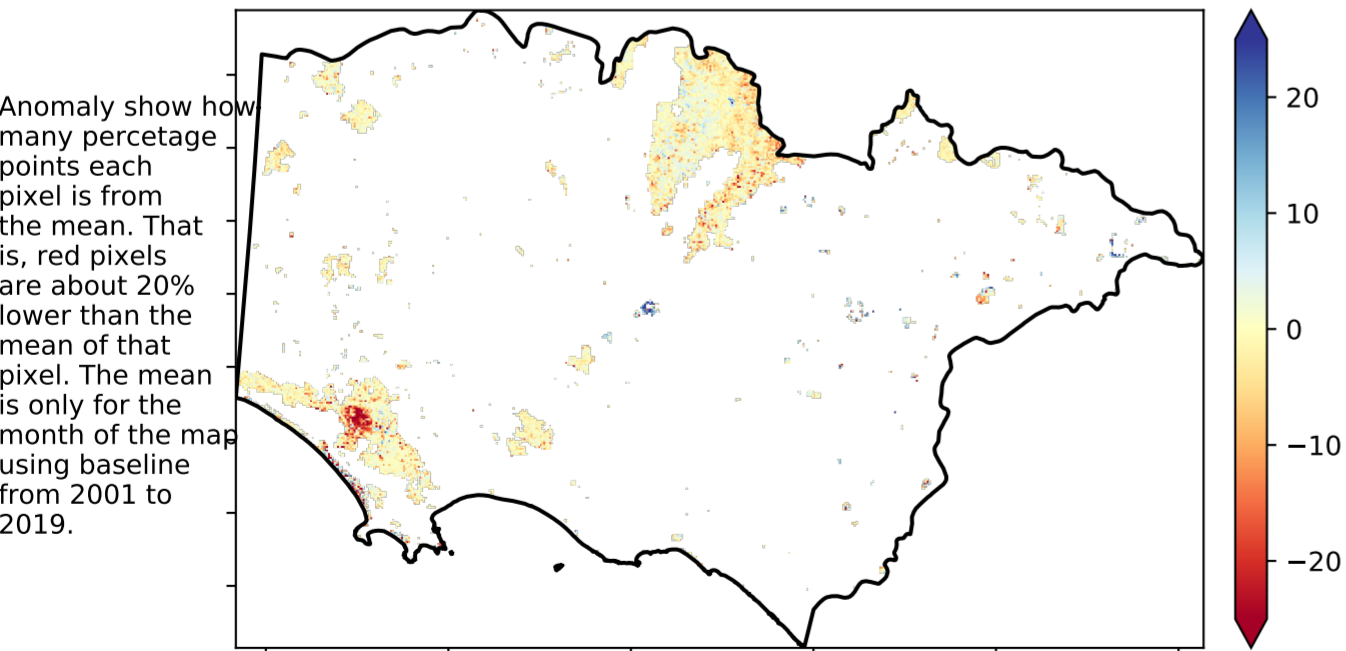 Anomaly show how
many percetage
points each
pixel is from
the mean. That
is, red pixels
are about 20%
lower than the
mean of that
pixel. The mean
is only for the
month of the map
using baseline
from 2001 to
2019.
20
10
0
−10
−20